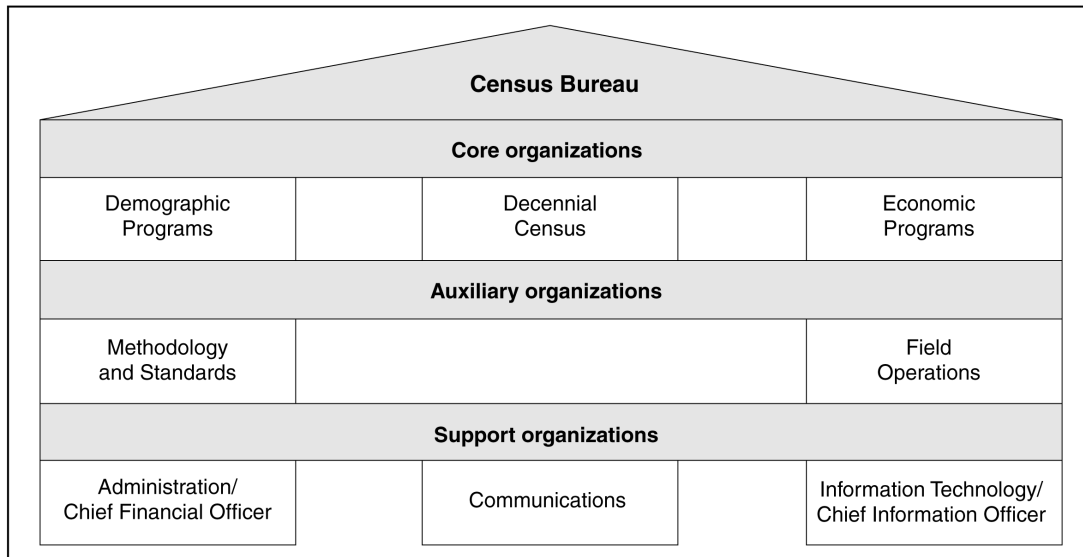 Census Bureau
Core organizations
Demographic
Programs
Decennial
Census
Economic
Programs
Auxiliary organizations
Methodology
and Standards
Field
Operations
Support organizations
Administration/
Chief Financial Officer
Communications
Information Technology/
Chief Information Officer